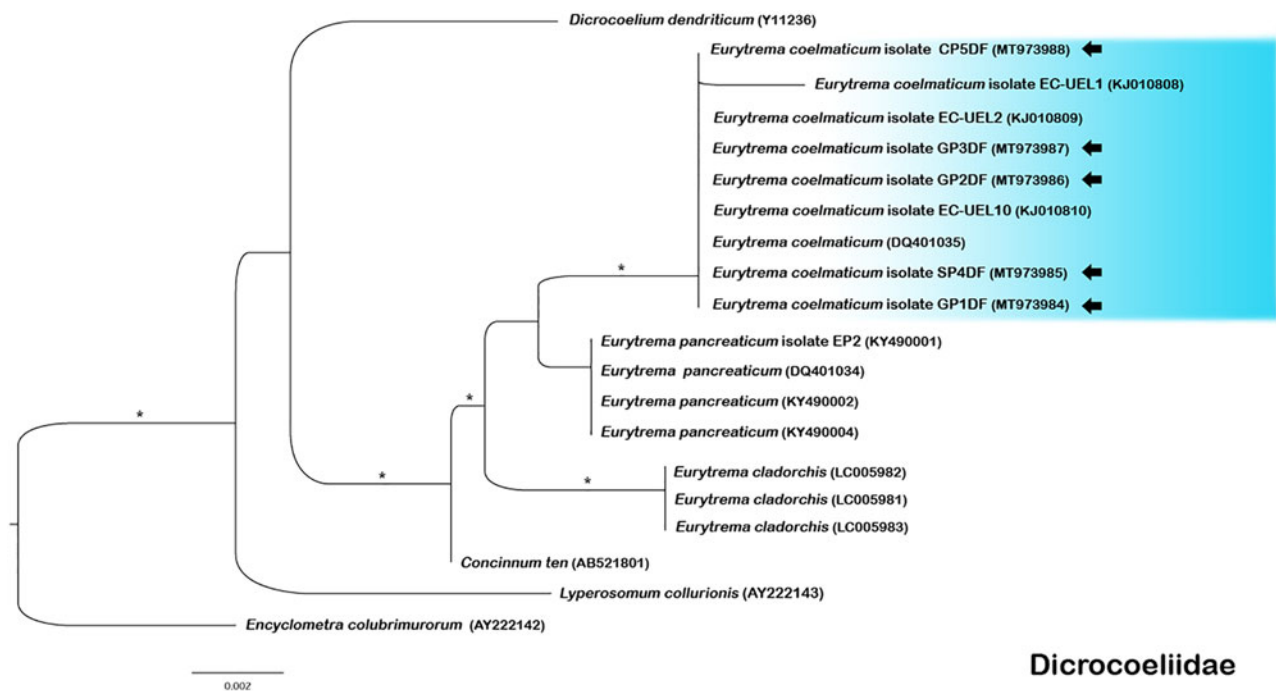 Dicrocoelium dendriticum (Y11236)
Eurytrema coelmaticum isolate CP5DF (MT973988)
Eurytrema coelmaticum isolate EC-UEL1 (KJ010808)
Eurytrema coelmaticum isolate EC-UEL2 (KJ010809)
Eurytrema coelmaticum isolate GP3DF (MT973987)
Eurytrema coelmaticum isolate GP2DF (MT973986)
Eurytrema coelmaticum isolate EC-UEL10 (KJ010810)
Eurytrema coelmaticum (DQ401035)
*
Eurytrema coelmaticum isolate SP4DF (MT973985)
Eurytrema coelmaticum isolate GP1DF (MT973984)
Eurytrema pancreaticum isolate EP2 (KY490001)
Eurytrema pancreaticum (DQ401034)
*
Eurytrema pancreaticum (KY490002)
*
Eurytrema pancreaticum (KY490004)
* *
Eurytrema cladorchis (LC005982)
Eurytrema cladorchis (LC005981)
Eurytrema cladorchis (LC005983)
Concinnum ten (AB521801)
Lyperosomum collurionis (AY222143)
Encyclometra colubrimurorum (AY222142)
Dicrocoeliidae
0.002